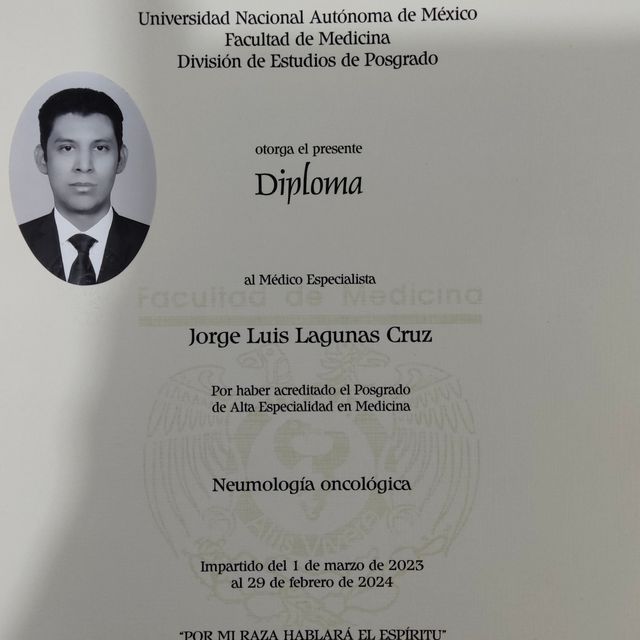 Universidad Nacional Autónoma de México
Facultad de Medicina
División de Estudios de Posgrado
otorga el presente
Diploma
al Médico Especialista
Facultad de Medicina
Jorge Luis Lagunas Cruz
Por haber acreditado el Posgrado
de Alta Especialidad en Medicina
Neumología oncológica
Impartido del 1 de marzo de 2023
al 29 de febrero de 2024
"POR MI RAZA HABLARÁ EL ESPÍRITU"